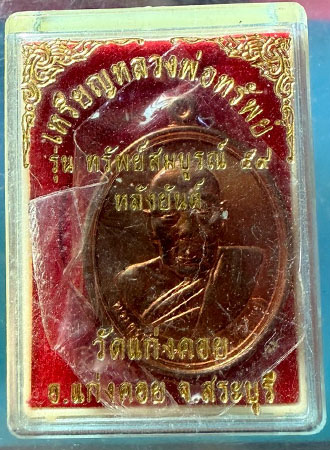 เหรียญหลวงพ่อทรัพย์
รุ่น ทรัพย์สมบูรณ์ ๕๙
หลังยันต์
วัดแก่งคอย
อ.แก่งคอย จ.สระบุรี